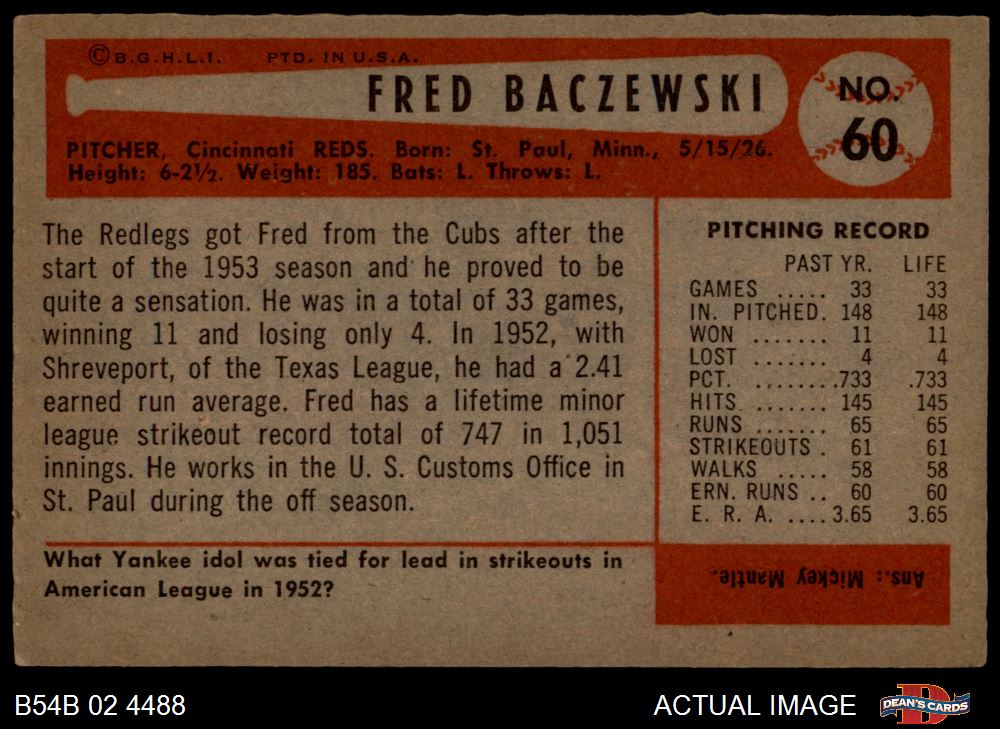 ©B.G.H.L.I. PTD. IN U.S.A.
FRED BACZEWSKI
NO.
60
PITCHER, Cincinnati REDS. Born: St. Paul, Minn., 5/15/26.
Height: 6-2½. Weight: 185. Bats: L. Throws: L.
The Redlegs got Fred from the Cubs after the
start of the 1953 season and he proved to be
quite a sensation. He was in a total of 33 games,
winning 11 and losing only 4. In 1952, with
Shreveport, of the Texas League, he had a 2.41
earned run average. Fred has a lifetime minor
league strikeout record total of 747 in 1,051
innings. He works in the U. S. Customs Office in
St. Paul during the off season.
PITCHING RECORD
PAST YR. LIFE
GAMES ..... 33 33
IN. PITCHED. 148 148
WON ....... 11 11
LOST ....... 4 4
PCT. ........ .733 .733
HITS ....... 145 145
RUNS ....... 65 65
STRIKEOUTS . 61 61
WALKS ..... 58 58
ERN. RUNS .. 60 60
E. R. A. .... 3.65 3.65
What Yankee idol was tied for lead in strikeouts in
American League in 1952?
Ans.: Mickey Mantle.
B54B 02 4488
ACTUAL IMAGE
D
DEAN'S CARDS